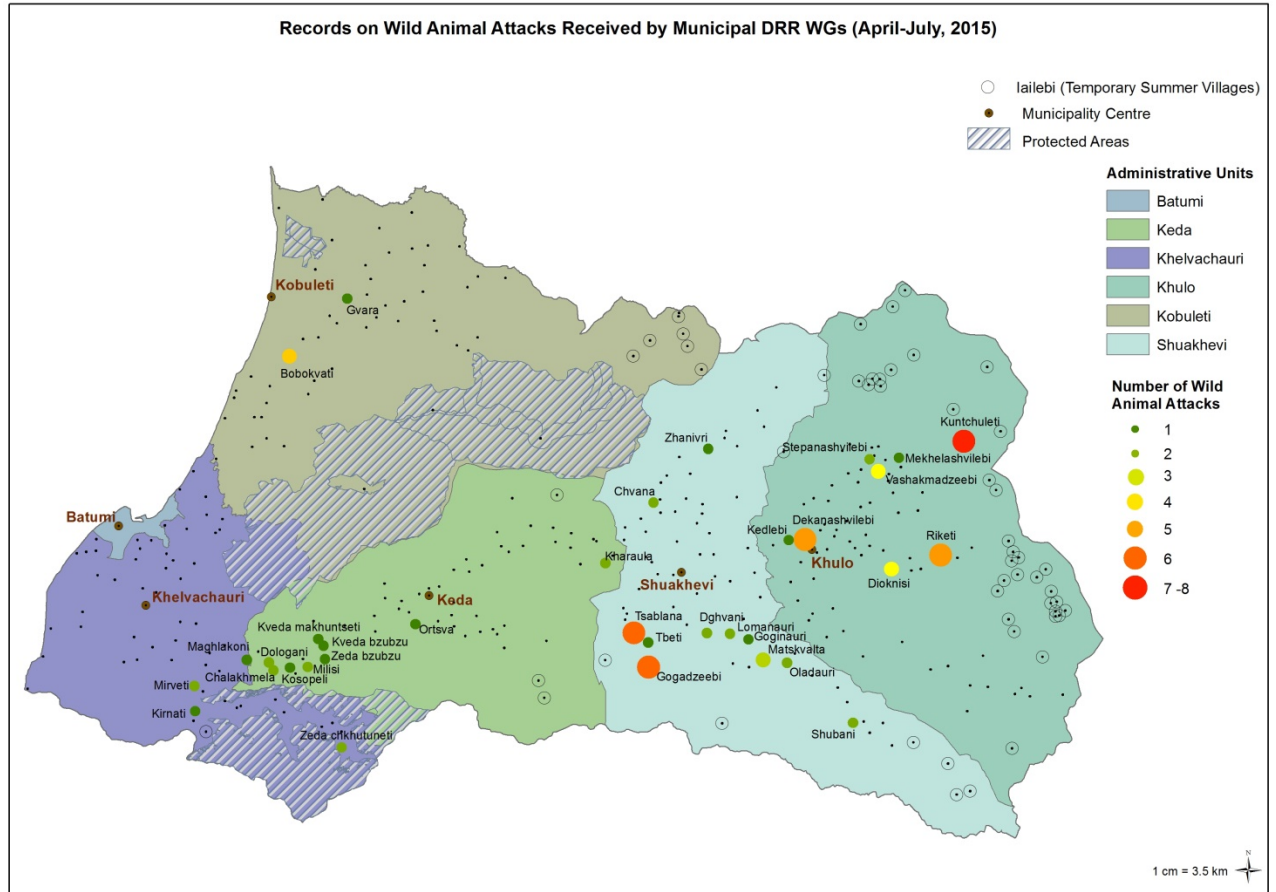 Records on Wild Animal Attacks Received by Municipal DRR WGs (April-July, 2015)
Iailebi (Temporary Summer Villages)
Municipality Centre
Protected Areas
Administrative Units
Batumi
Keda
Khelvachauri
Khulo
Kobuleti
Shuakhevi
Number of Wild
Animal Attacks
1
2
3
4
5
6
7 -8
Kobuleti
Gvara
Bobokvati
Kuntchuleti
Zhanivri
Stepanashvilebi
Mekhelashvilebi
Vashakmadzeebi
Chvana
Batumi
Dekanashvilebi
Kedlebi
Riketi
Khulo
Kharaula
Dioknisi
Shuakhevi
Khelvachauri
Keda
Tsablana
Dghvani
Lomanauri
Ortsva
Kveda makhuntseti
Kveda bzubzu
Tbeti
Goginauri
Maghlakoni
Dologani
Zeda bzubzu
Matskvalta
Chalakhmela
Milisi
Kosopeli
Gogadzeebi
Oladauri
Mirveti
Kirnati
Zeda chkhutuneti
Shubani
N
1 cm = 3.5 km